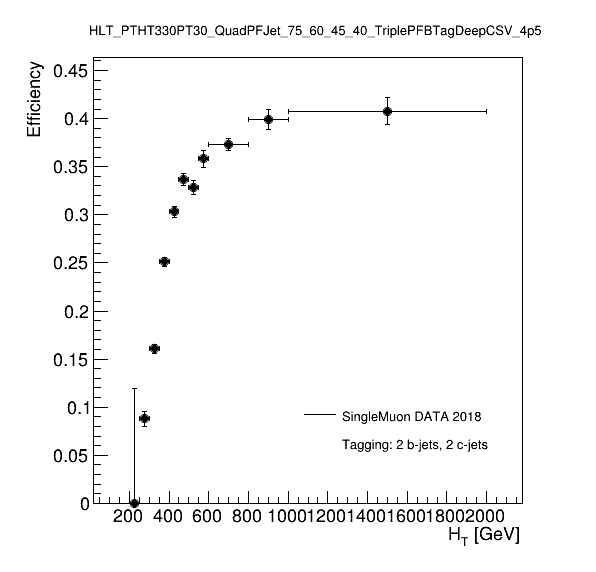 HLT_PTHT330PT30_QuadPFJet_75_60_45_40_TriplePFBTagDeepCSV_4p5
Efficiency
0.45
0.4
0.35
0.3
0.25
0.2
0.15
0.1
0.05
0
SingleMuon DATA 2018
Tagging: 2 b-jets, 2 c-jets
200 400 600 800 1000 1200 1400 1600 1800 2000
H_T [GeV]